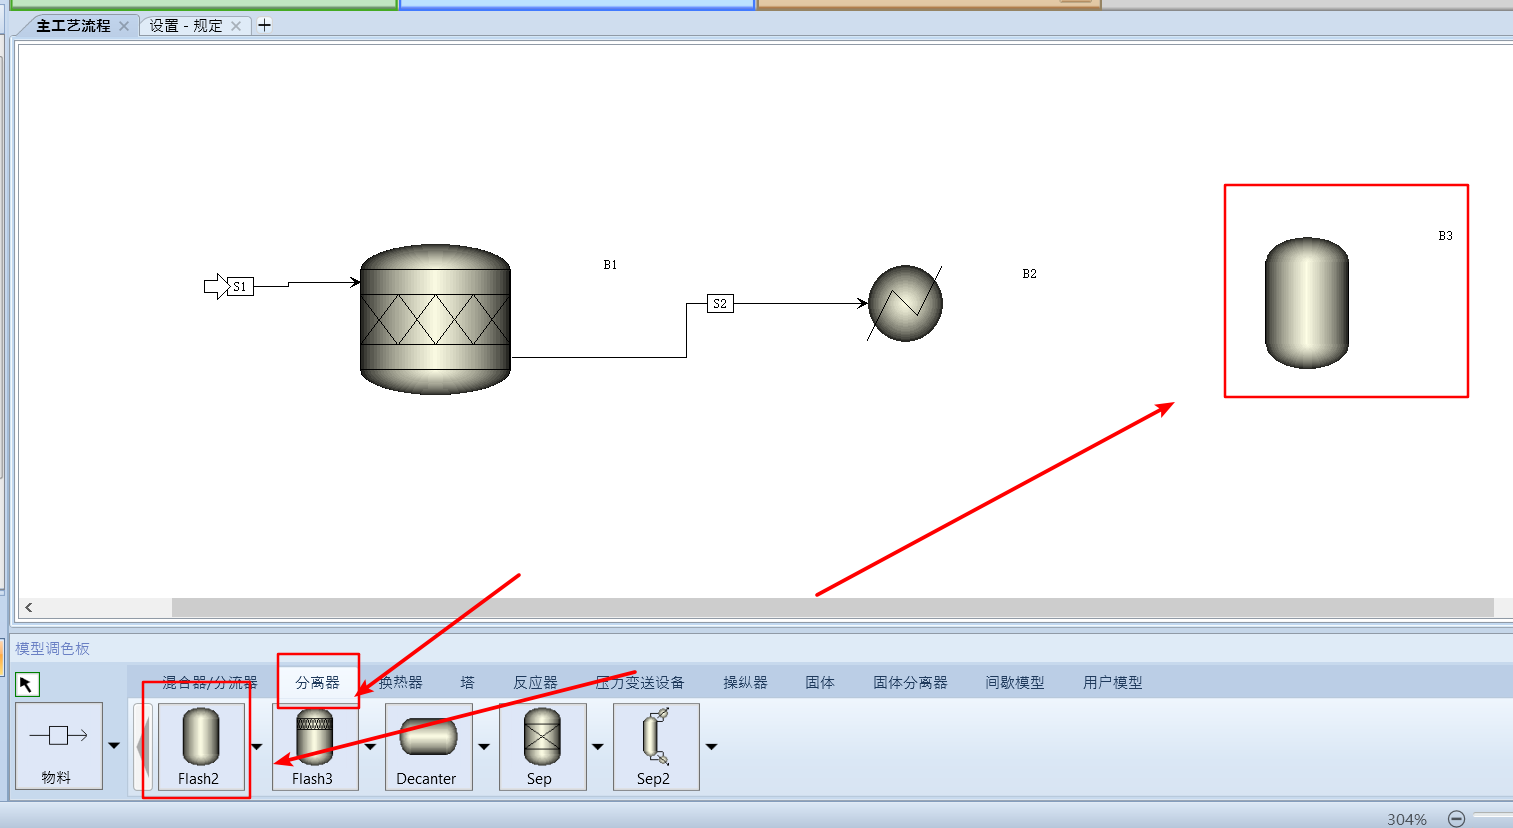 主工艺流程 设置 - 规定
B3
B1
B2
S1
S2
模型调色板
混合器/分流器 分离器 换热器 塔 反应器 压力变送设备 操纵器 固体 固体分离器 间歇模型 用户模型
物料 Flash2 Flash3 Decanter Sep Sep2
304%